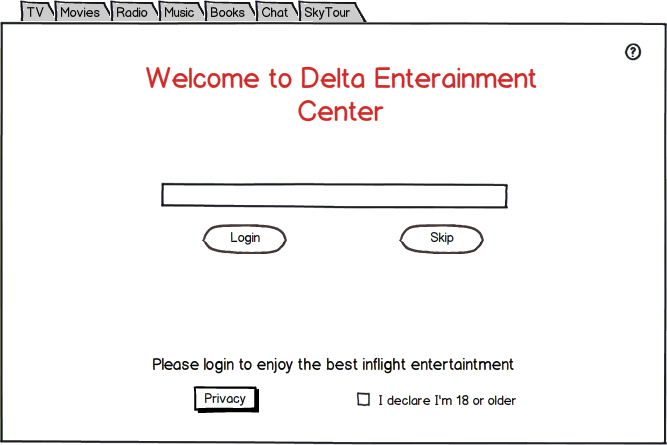 TV Movies Radio Music Books Chat SkyTour
?
Welcome to Delta Enterainment
Center
Login Skip
Please login to enjoy the best inflight entertaintment
Privacy I declare I'm 18 or older